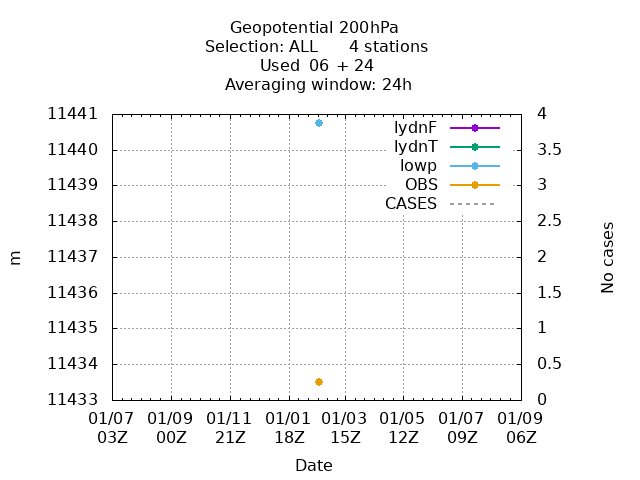 Geopotential 200hPa
Selection: ALL 4 stations
Used 06 + 24
Averaging window: 24h
11441
11440
11439
11438
11437
11436
11435
11434
11433
4
3.5
3
2.5
2
1.5
1
0.5
0
m
No cases
lydnF
lydnT
lowp
OBS
CASES
01/07 01/09 01/11 01/01 01/03 01/05 01/07 01/09
03Z 00Z 21Z 18Z 15Z 12Z 09Z 06Z
Date